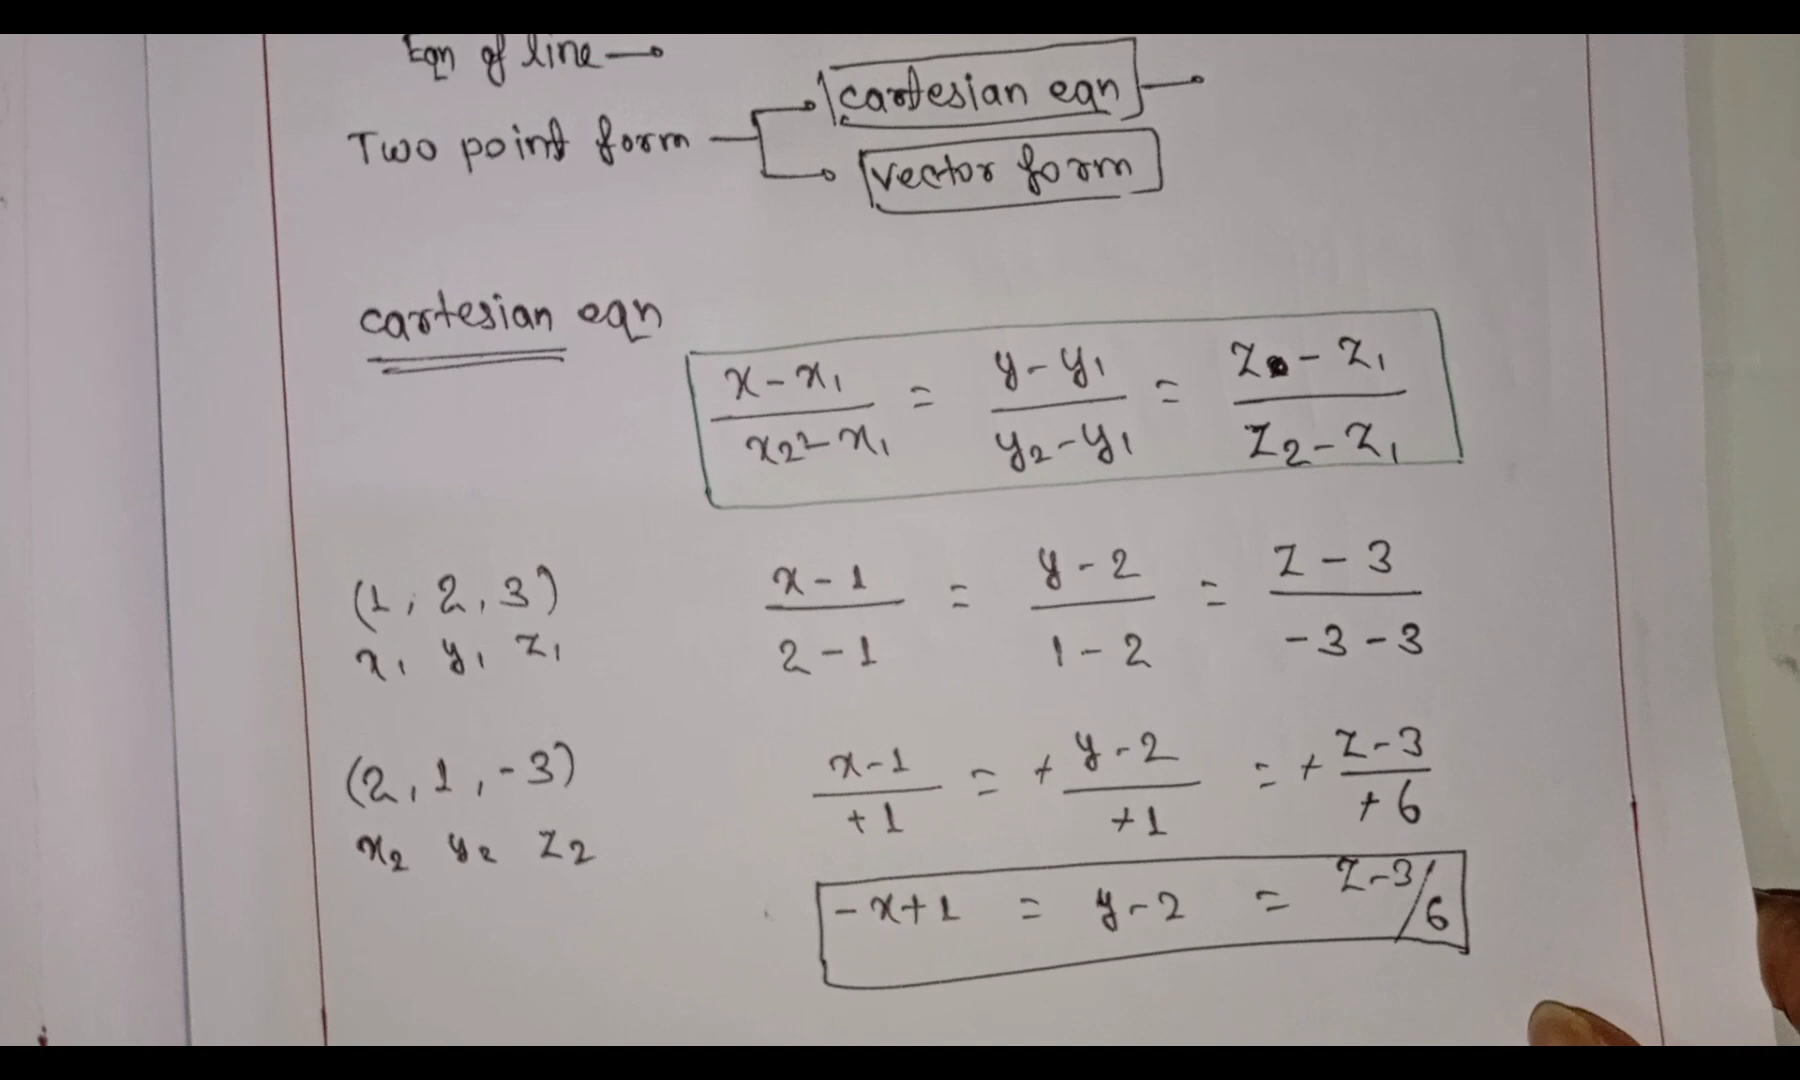 Eqn of line
Two point form
cartesian eqn
vector form
cartesian eqn
x - x₁ / x₂ - x₁ = y - y₁ / y₂ - y₁ = z - z₁ / z₂ - z₁
(1, 2, 3)
x₁ y₁ z₁
x - 1 / 2 - 1 = y - 2 / 1 - 2 = z - 3 / -3 - 3
(2, 1, -3)
x₂ y₂ z₂
x - 1 / +1 = + y - 2 / +1 = + z - 3 / +6
-x+1 = y-2 = z-3/6